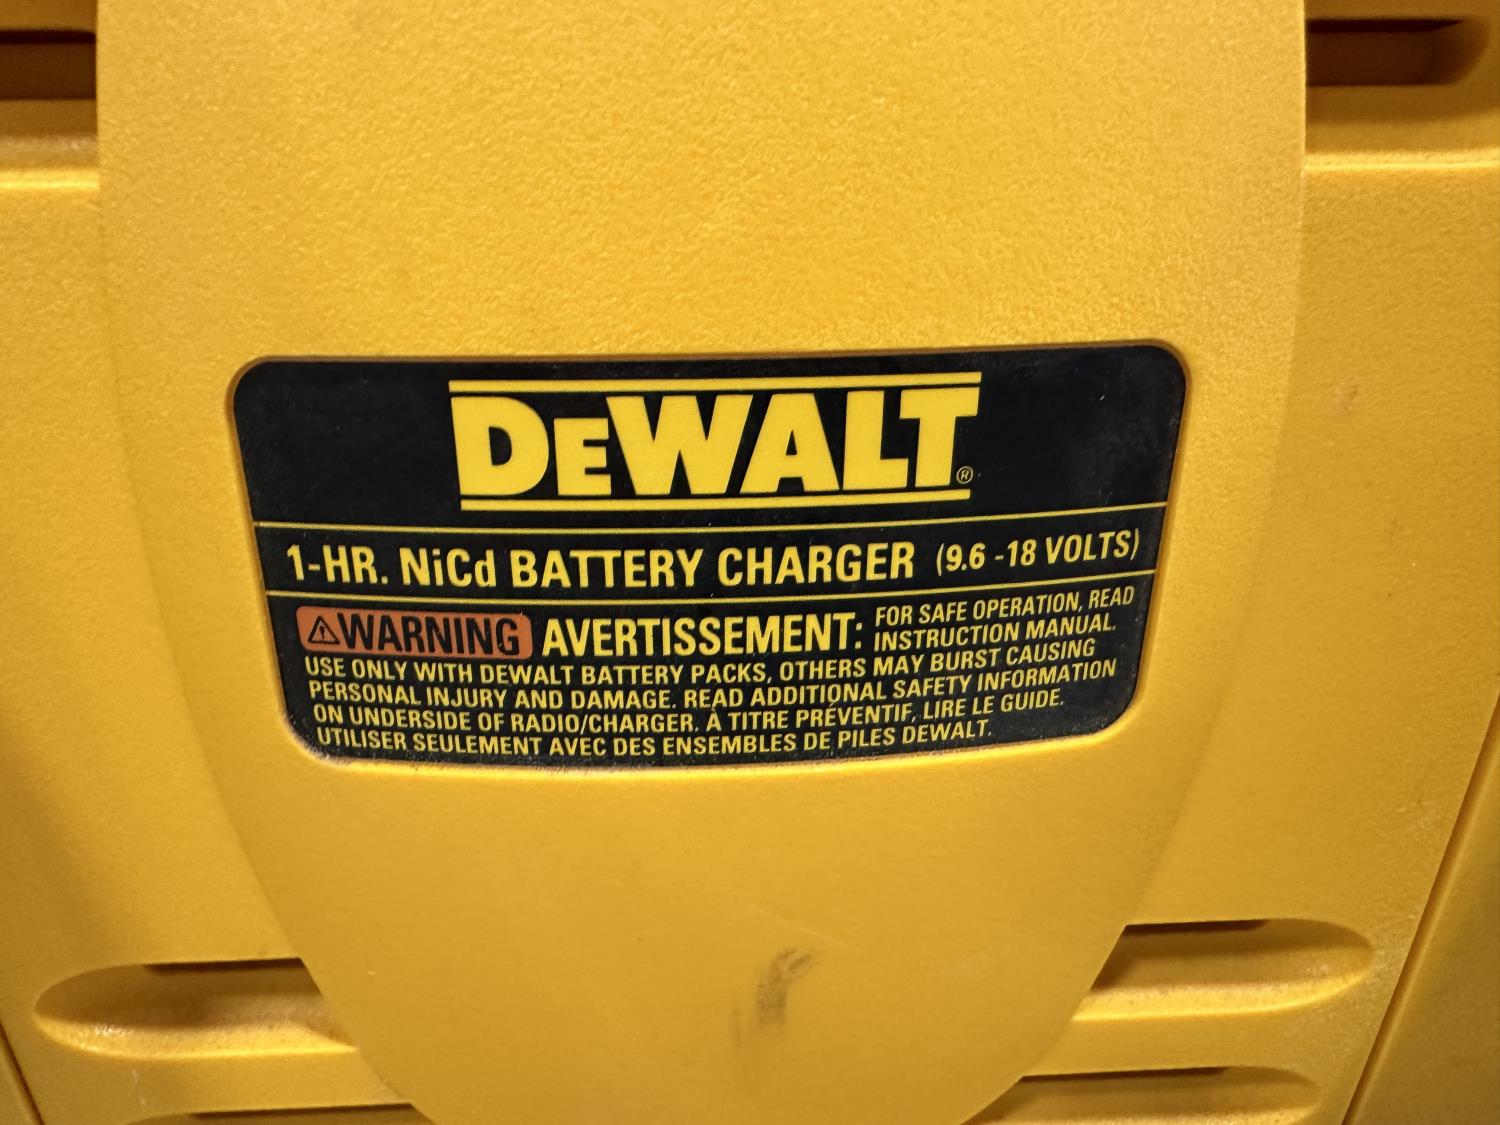 DEWALT®
1-HR. NiCd BATTERY CHARGER (9.6 -18 VOLTS)
⚠WARNING AVERTISSEMENT: FOR SAFE OPERATION, READ
INSTRUCTION MANUAL.
USE ONLY WITH DEWALT BATTERY PACKS, OTHERS MAY BURST CAUSING
PERSONAL INJURY AND DAMAGE. READ ADDITIONAL SAFETY INFORMATION
ON UNDERSIDE OF RADIO/CHARGER. À TITRE PRÉVENTIF, LIRE LE GUIDE.
UTILISER SEULEMENT AVEC DES ENSEMBLES DE PILES DEWALT.